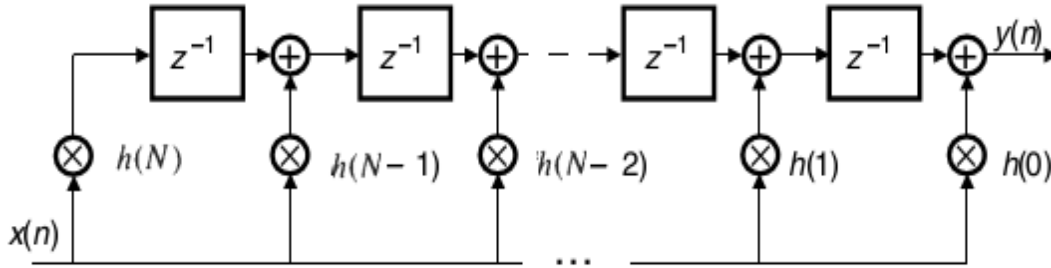 z⁻¹ z⁻¹ z⁻¹ z⁻¹ y(n)
h(N) h(N− 1) h(N− 2) h(1) h(0)
x(n)
...